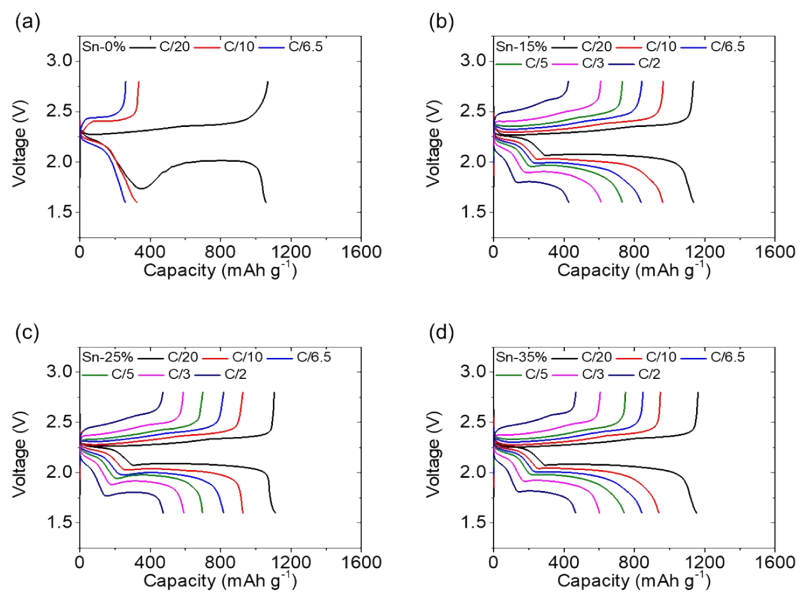 (a)
Sn-0% C/20 C/10 C/6.5
3.0
2.5
2.0
1.5
Voltage (V)
0 400 800 1200 1600
Capacity (mAh g⁻¹)
(b)
Sn-15% C/20 C/10 C/6.5
C/5 C/3 C/2
3.0
2.5
2.0
1.5
Voltage (V)
0 400 800 1200 1600
Capacity (mAh g⁻¹)
(c)
Sn-25% C/20 C/10 C/6.5
C/5 C/3 C/2
3.0
2.5
2.0
1.5
Voltage (V)
0 400 800 1200 1600
Capacity (mAh g⁻¹)
(d)
Sn-35% C/20 C/10 C/6.5
C/5 C/3 C/2
3.0
2.5
2.0
1.5
Voltage (V)
0 400 800 1200 1600
Capacity (mAh g⁻¹)